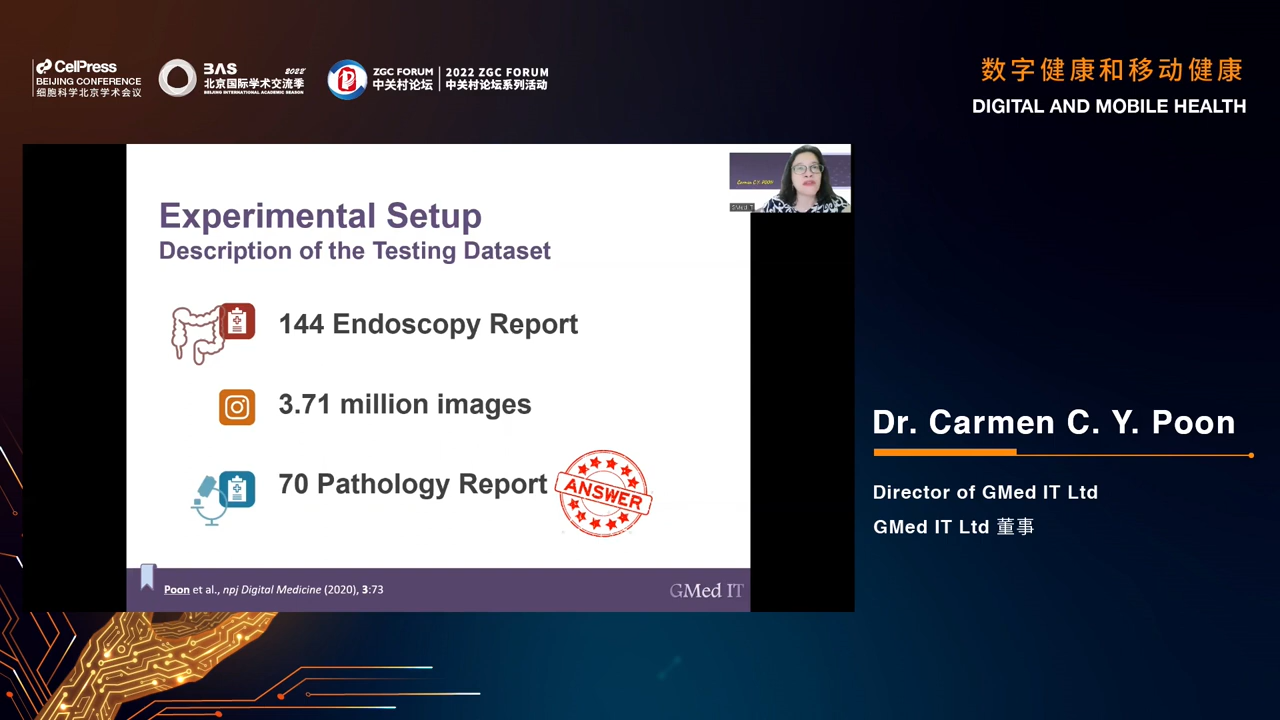 CellPress
BEIJING CONFERENCE
细胞科学北京学术会议
BAS 2022
北京国际学术交流季
BEIJING INTERNATIONAL ACADEMIC SEASON
ZGC FORUM
中关村论坛
2022 ZGC FORUM
中关村论坛系列活动
数字健康和移动健康
DIGITAL AND MOBILE HEALTH
Carmen C.Y. POON
GMed IT
Experimental Setup
Description of the Testing Dataset
144 Endoscopy Report
3.71 million images
70 Pathology Report
ANSWER
Poon et al., npj Digital Medicine (2020), 3:73
GMed IT
Dr. Carmen C. Y. Poon
Director of GMed IT Ltd
GMed IT Ltd 董事